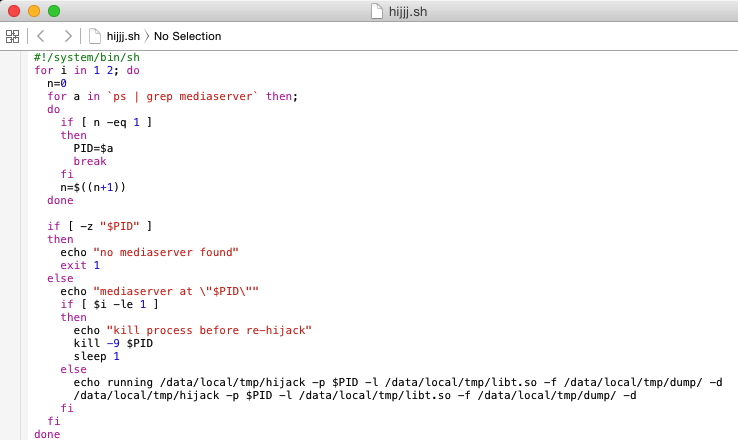 hijjj.sh
hijjj.sh 〉 No Selection
#!/system/bin/sh
for i in 1 2; do
  n=0
  for a in `ps | grep mediaserver` then;
  do
    if [ n -eq 1 ]
    then
      PID=$a
      break
    fi
    n=$((n+1))
  done

  if [ -z "$PID" ]
  then
    echo "no mediaserver found"
    exit 1
  else
    echo "mediaserver at \"$PID\""
    if [ $i -le 1 ]
    then
      echo "kill process before re-hijack"
      kill -9 $PID
      sleep 1
    else
      echo running /data/local/tmp/hijack -p $PID -l /data/local/tmp/libt.so -f /data/local/tmp/dump/ -d
      /data/local/tmp/hijack -p $PID -l /data/local/tmp/libt.so -f /data/local/tmp/dump/ -d
    fi
  fi
done